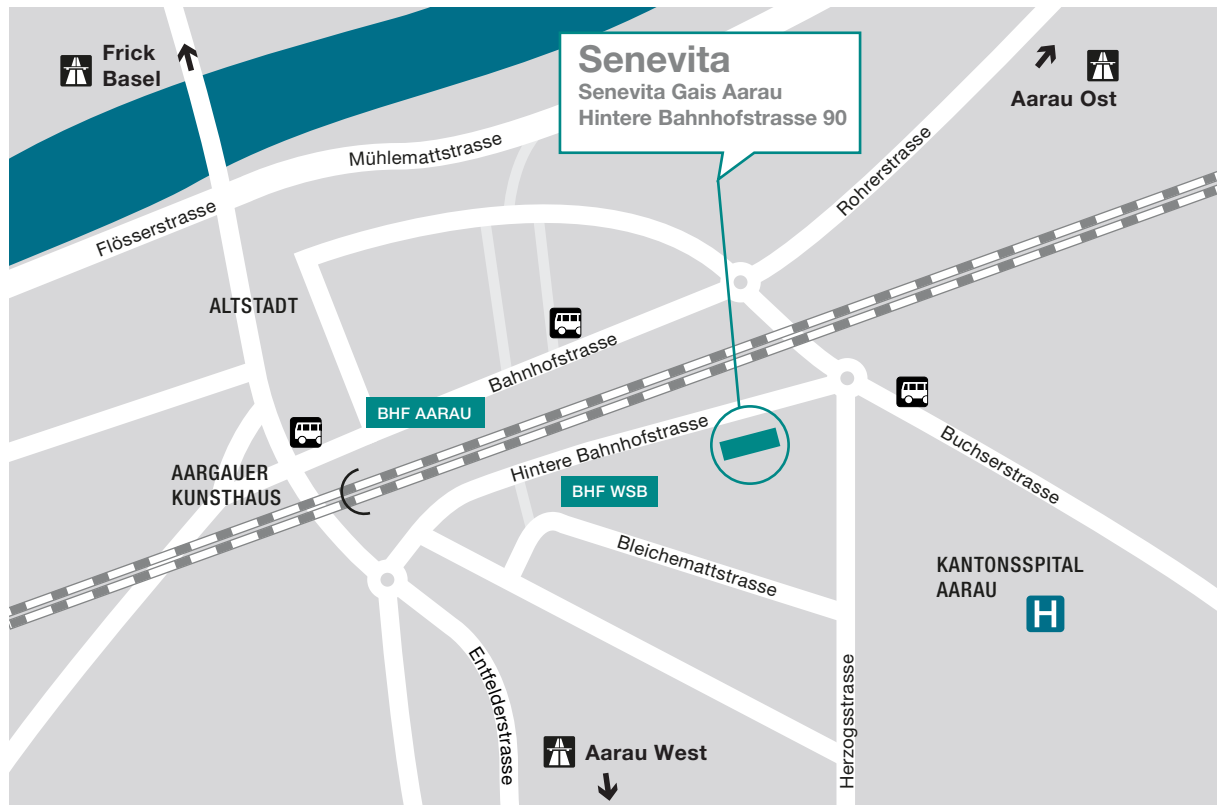 Frick
Basel
Senevita
Senevita Gais Aarau
Hintere Bahnhofstrasse 90
Aarau Ost
Mühlemattstrasse
Rohrerstrasse
Flösserstrasse
ALTSTADT
Bahnhofstrasse
BHF AARAU
Hintere Bahnhofstrasse
Buchserstrasse
AARGAUER
KUNSTHAUS
BHF WSB
Bleichemattstrasse
KANTONSSPITAL
AARAU
H
Entfelderstrasse
Herzogsstrasse
Aarau West